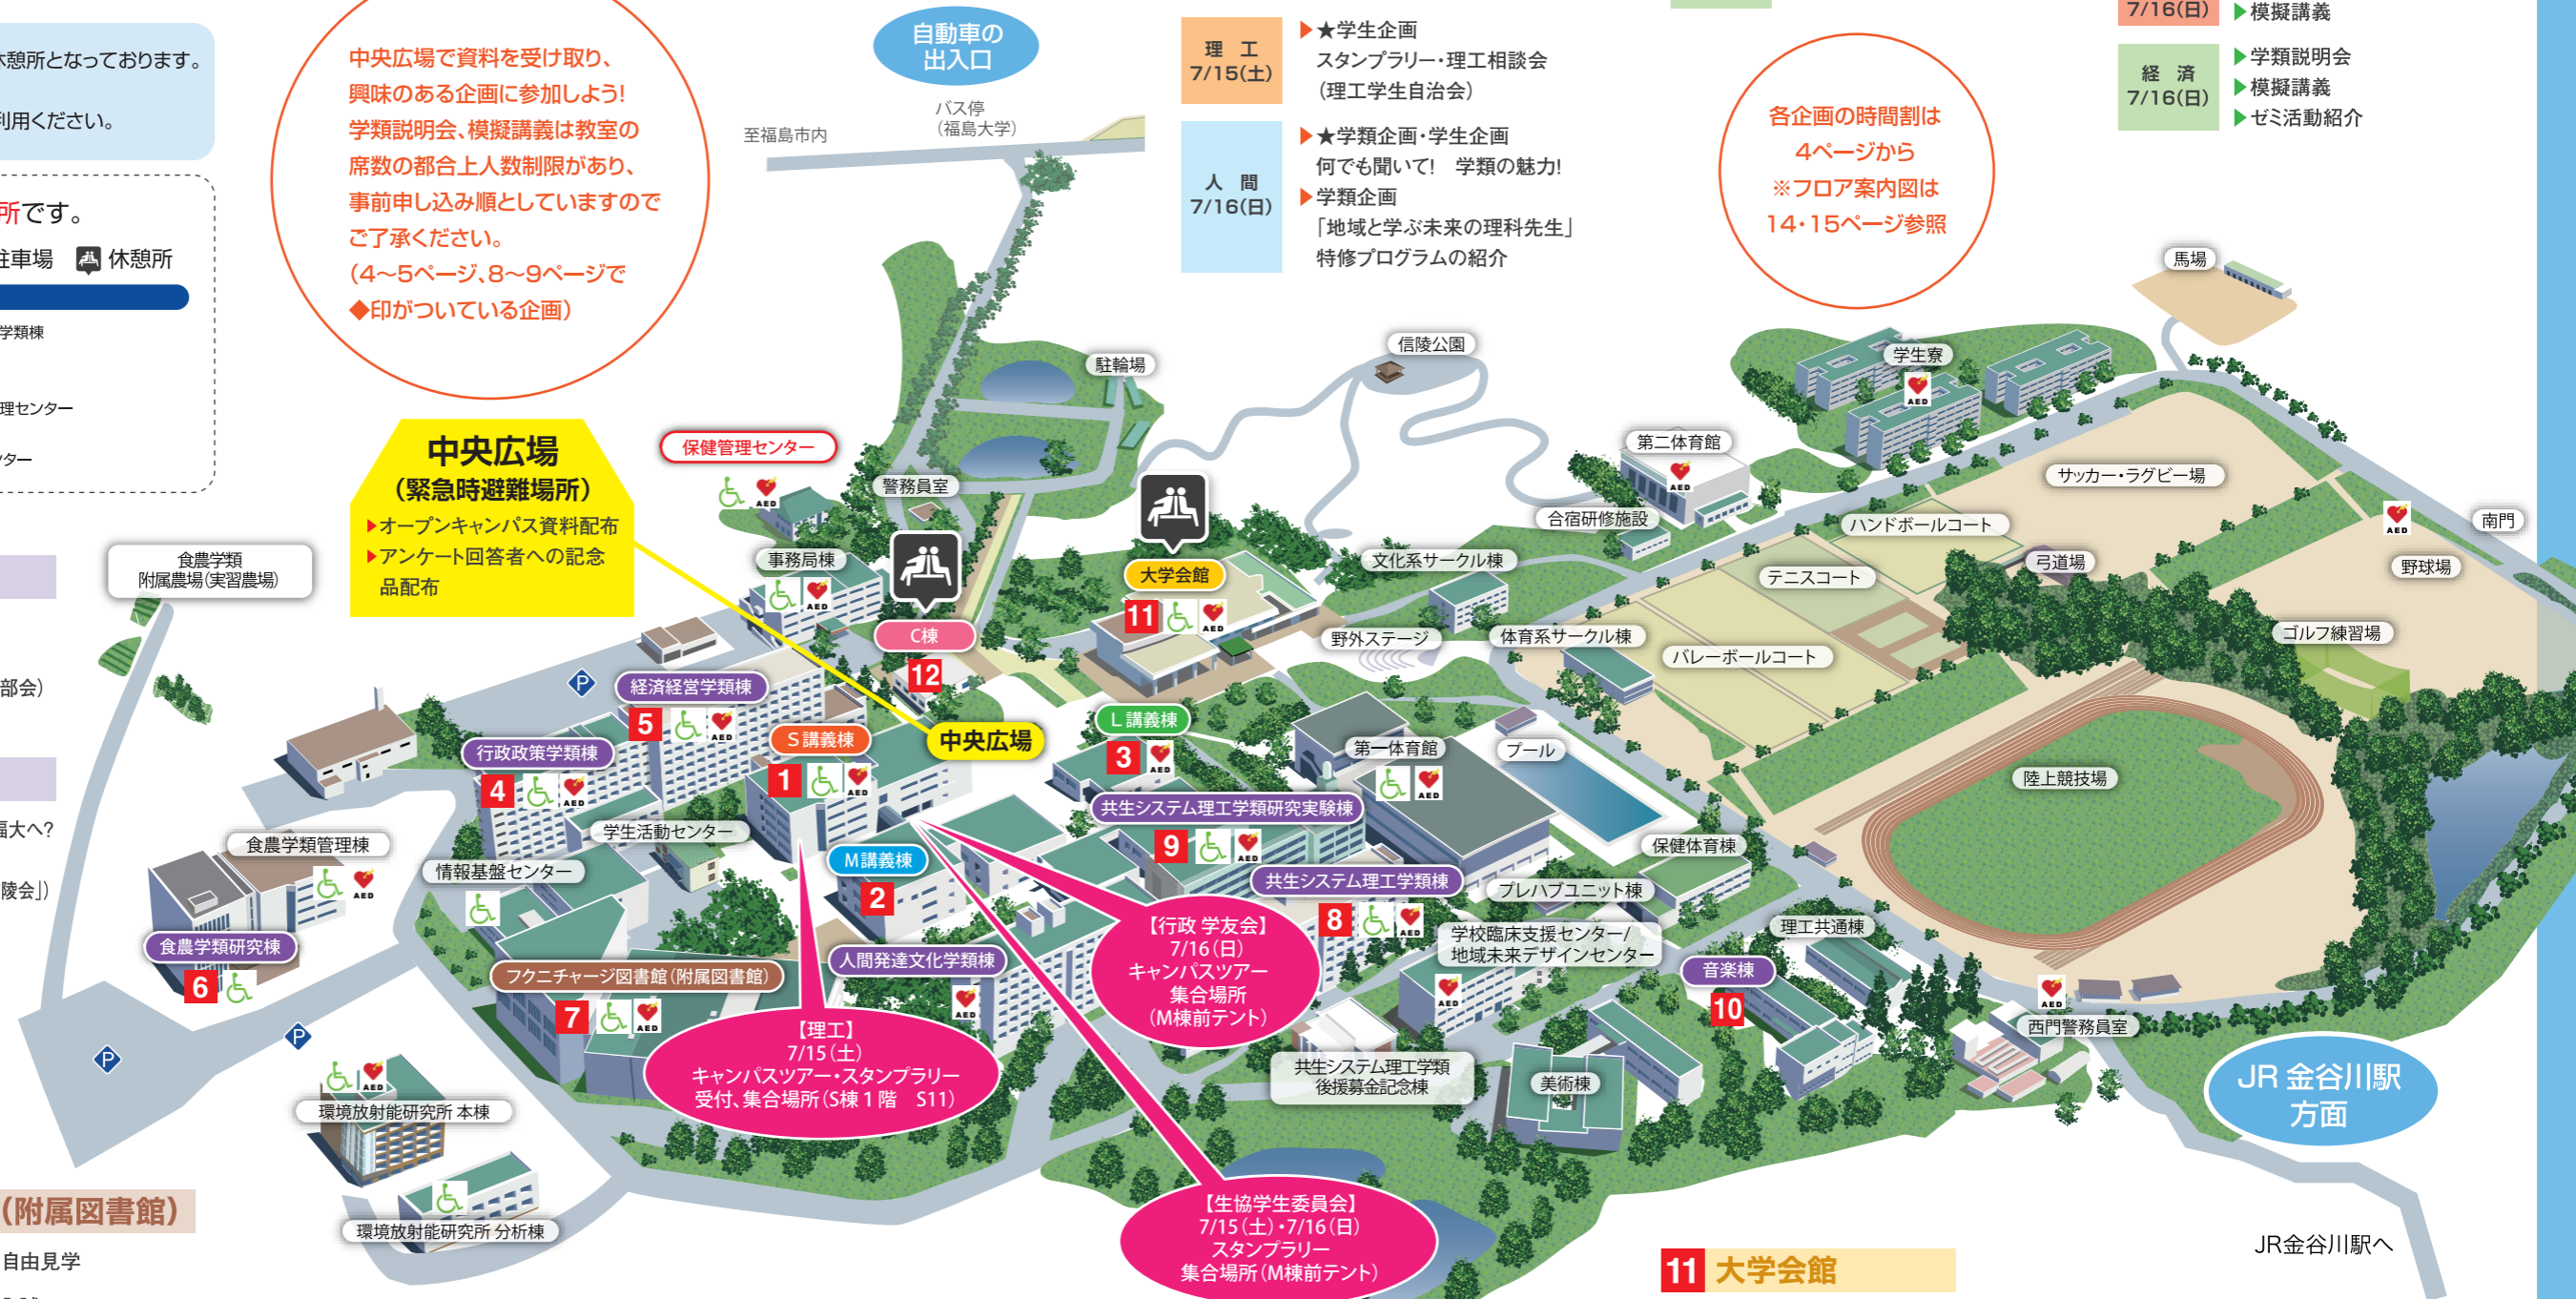 休憩所となっております。
利用ください。
所です。
駐車場 休憩所
学類棟
理センター
ター
部会)
福大へ?
陵会」)
(附属図書館)
自由見学
中央広場で資料を受け取り、
興味のある企画に参加しよう!
学類説明会、模擬講義は教室の
席数の都合上人数制限があり、
事前申し込み順としていますので
ご了承ください。
(4〜5ページ、8〜9ページで
◆印がついている企画)
自動車の
出入口
バス停
(福島大学)
至福島市内
理 工
7/15(土)
▶★学生企画
スタンプラリー・理工相談会
(理工学生自治会)
人 間
7/16(日)
▶★学類企画・学生企画
何でも聞いて! 学類の魅力!
▶学類企画
「地域と学ぶ未来の理科先生」
特修プログラムの紹介
各企画の時間割は
4ページから
※フロア案内図は
14・15ページ参照
7/16(日)
▶模擬講義
経 済
7/16(日)
▶学類説明会
▶模擬講義
▶ゼミ活動紹介
中央広場
(緊急時避難場所)
▶オープンキャンパス資料配布
▶アンケート回答者への記念
品配布
馬場
信陵公園
学生寮
AED
駐輪場
保健管理センター
AED
警務員室
第二体育館
AED
サッカー・ラグビー場
合宿研修施設
ハンドボールコート
AED
南門
食農学類
附属農場(実習農場)
事務局棟
AED
大学会館
11 AED
文化系サークル棟
テニスコート
弓道場
野球場
C棟
12
野外ステージ
体育系サークル棟
バレーボールコート
ゴルフ練習場
P
経済経営学類棟
5 AED
S講義棟
1 AED
中央広場
L講義棟
3 AED
第一体育館
AED
プール
行政政策学類棟
4 AED
陸上競技場
共生システム理工学類研究実験棟
9 AED
学生活動センター
食農学類管理棟
AED
情報基盤センター
M講義棟
2
共生システム理工学類棟
8 AED
保健体育棟
プレハブユニット棟
学校臨床支援センター/
地域未来デザインセンター
AED
理工共通棟
食農学類研究棟
6
フクニチャージ図書館(附属図書館)
7 AED
人間発達文化学類棟
AED
音楽棟
10
AED
西門警務員室
【行政 学友会】
7/16(日)
キャンパスツアー
集合場所
(M棟前テント)
【理工】
7/15(土)
キャンパスツアー・スタンプラリー
受付、集合場所(S棟1階 S11)
P
P
AED
環境放射能研究所 本棟
共生システム理工学類
後援募金記念棟
美術棟
JR 金谷川駅
方面
環境放射能研究所 分析棟
【生協学生委員会】
7/15(土)・7/16(日)
スタンプラリー
集合場所(M棟前テント)
JR金谷川駅へ
11 大学会館